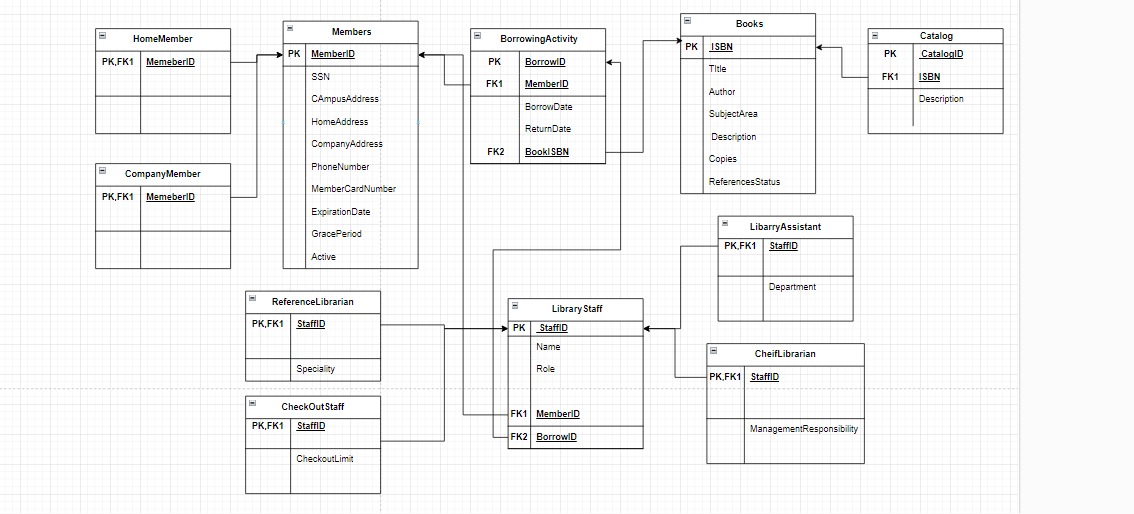 HomeMember
PK,FK1 MemeberID
CompanyMember
PK,FK1 MemeberID
Members
PK MemberID
SSN
CAmpusAddress
HomeAddress
CompanyAddress
PhoneNumber
MemberCardNumber
ExpirationDate
GracePeriod
Active
BorrowingActivity
PK BorrowID
FK1 MemberID
BorrowDate
ReturnDate
FK2 BookISBN
Books
PK ISBN
Title
Author
SubjectArea
Description
Copies
ReferencesStatus
Catalog
PK CatalogID
FK1 ISBN
Description
LibarryAssistant
PK,FK1 StaffID
Department
ReferenceLibrarian
PK,FK1 StaffID
Speciality
CheckOutStaff
PK,FK1 StaffID
CheckoutLimit
LibraryStaff
PK StaffID
Name
Role
FK1 MemberID
FK2 BorrowID
CheifLibrarian
PK,FK1 StaffID
ManagementResponsibility